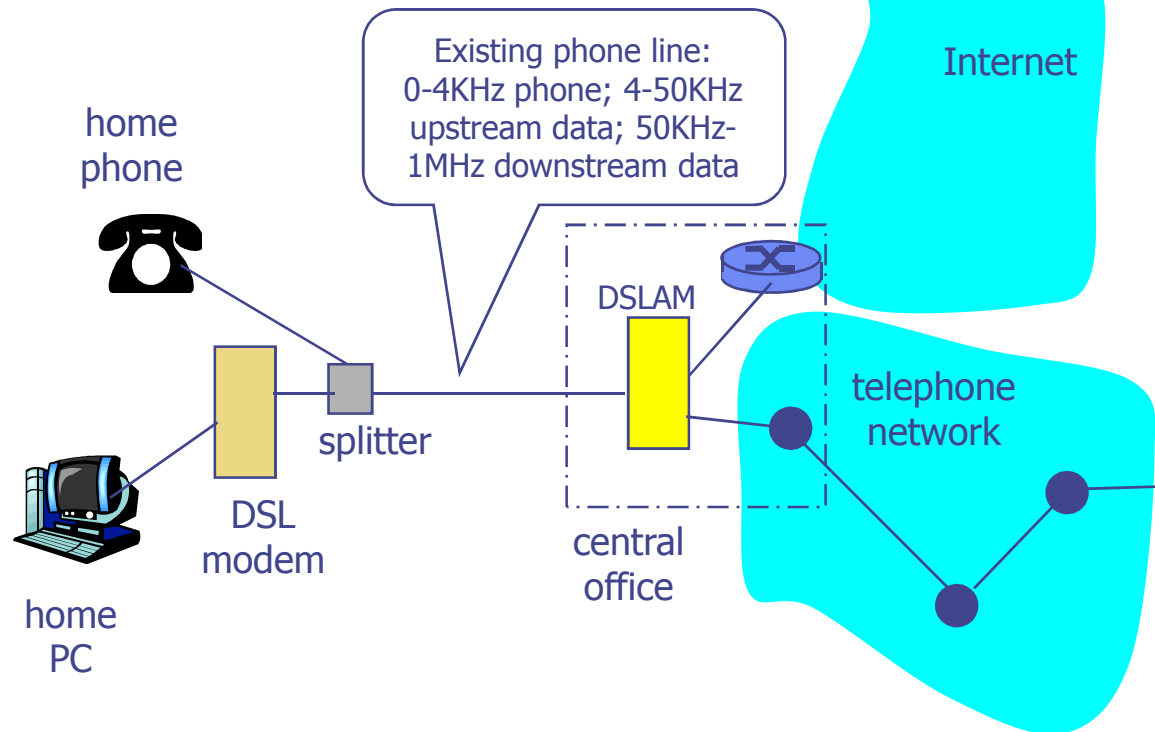 Existing phone line:
0-4KHz phone; 4-50KHz
upstream data; 50KHz-
1MHz downstream data
Internet
home
phone
DSLAM
splitter
telephone
network
DSL
modem
central
office
home
PC